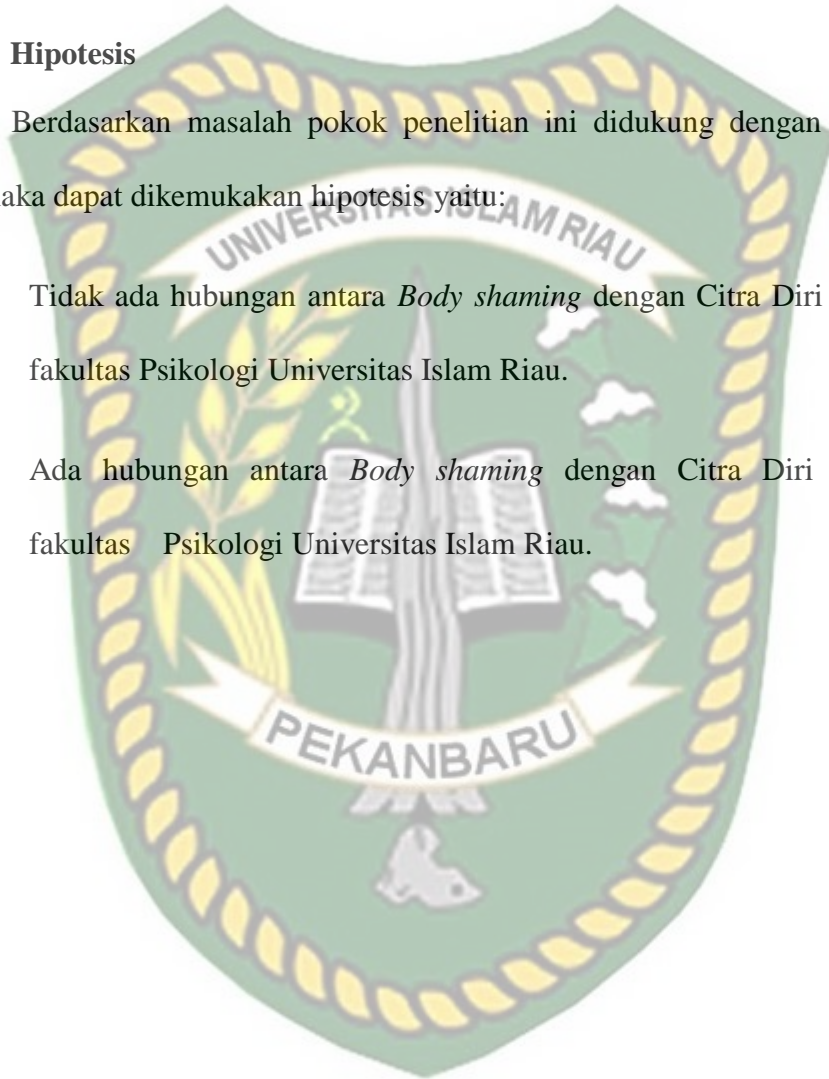 Hipotesis
Berdasarkan masalah pokok penelitian ini didukung dengan
aka dapat dikemukakan hipotesis yaitu:
UNIVERSITAS ISLAM RIAU
Tidak ada hubungan antara Body shaming dengan Citra Diri
fakultas Psikologi Universitas Islam Riau.
Ada hubungan antara Body shaming dengan Citra Diri
fakultas Psikologi Universitas Islam Riau.
PEKANBARU